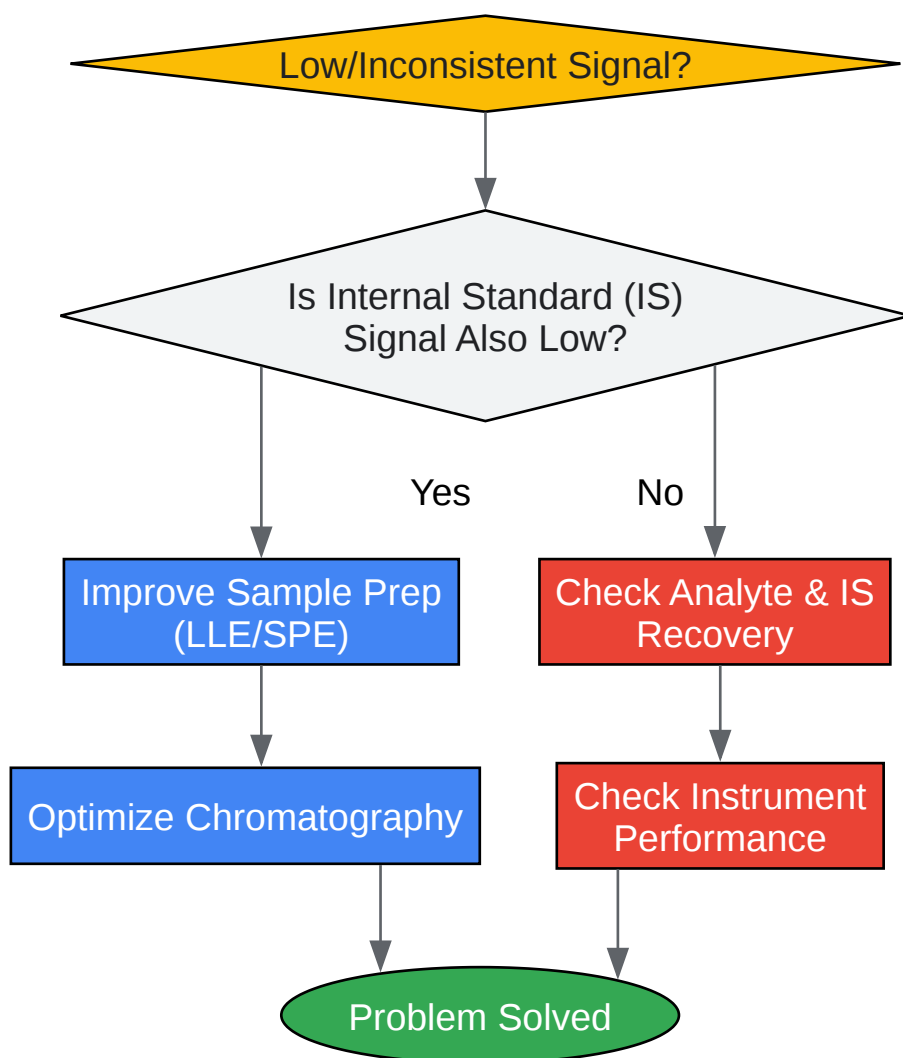 Low/Inconsistent Signal?
Is Internal Standard (IS)
Signal Also Low?
Yes
No
Improve Sample Prep
(LLE/SPE)
Check Analyte & IS
Recovery
Optimize Chromatography
Check Instrument
Performance
Problem Solved